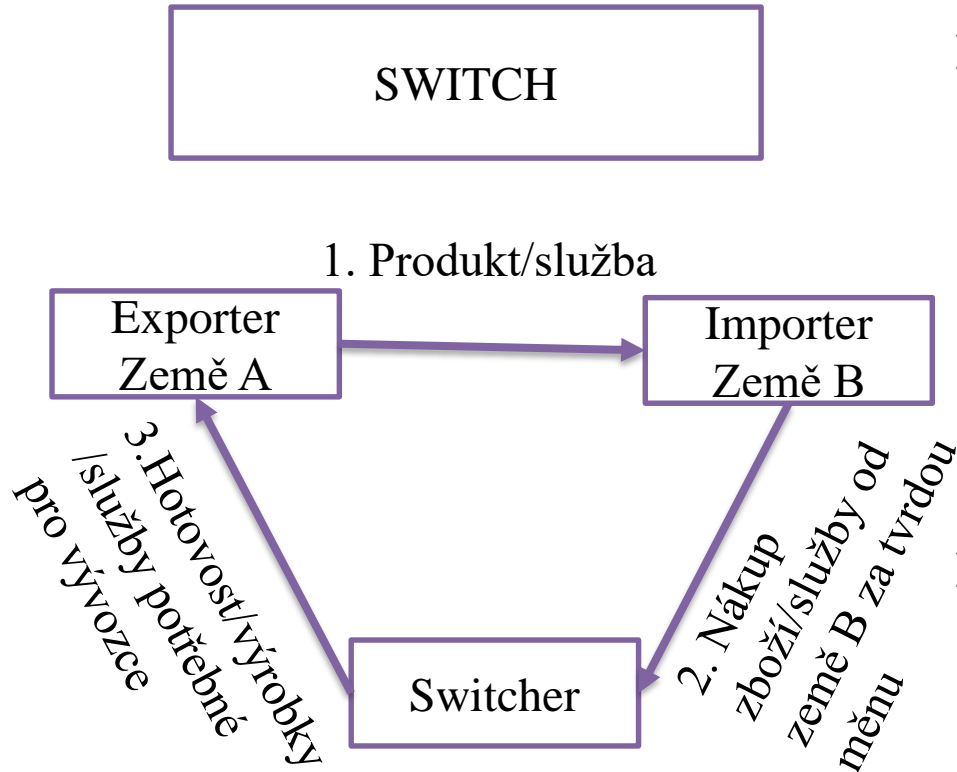 SWITCH
1. Produkt/služba
Exporter
Země A
Importer
Země B
3.Hotovost/výrobky
/služby potřebné
pro vývozce
2. Nákup
zboží/služby od
země B za tvrdou
měnu
Switcher